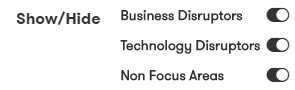 Show/Hide
Business Disruptors
Technology Disruptors
Non Focus Areas